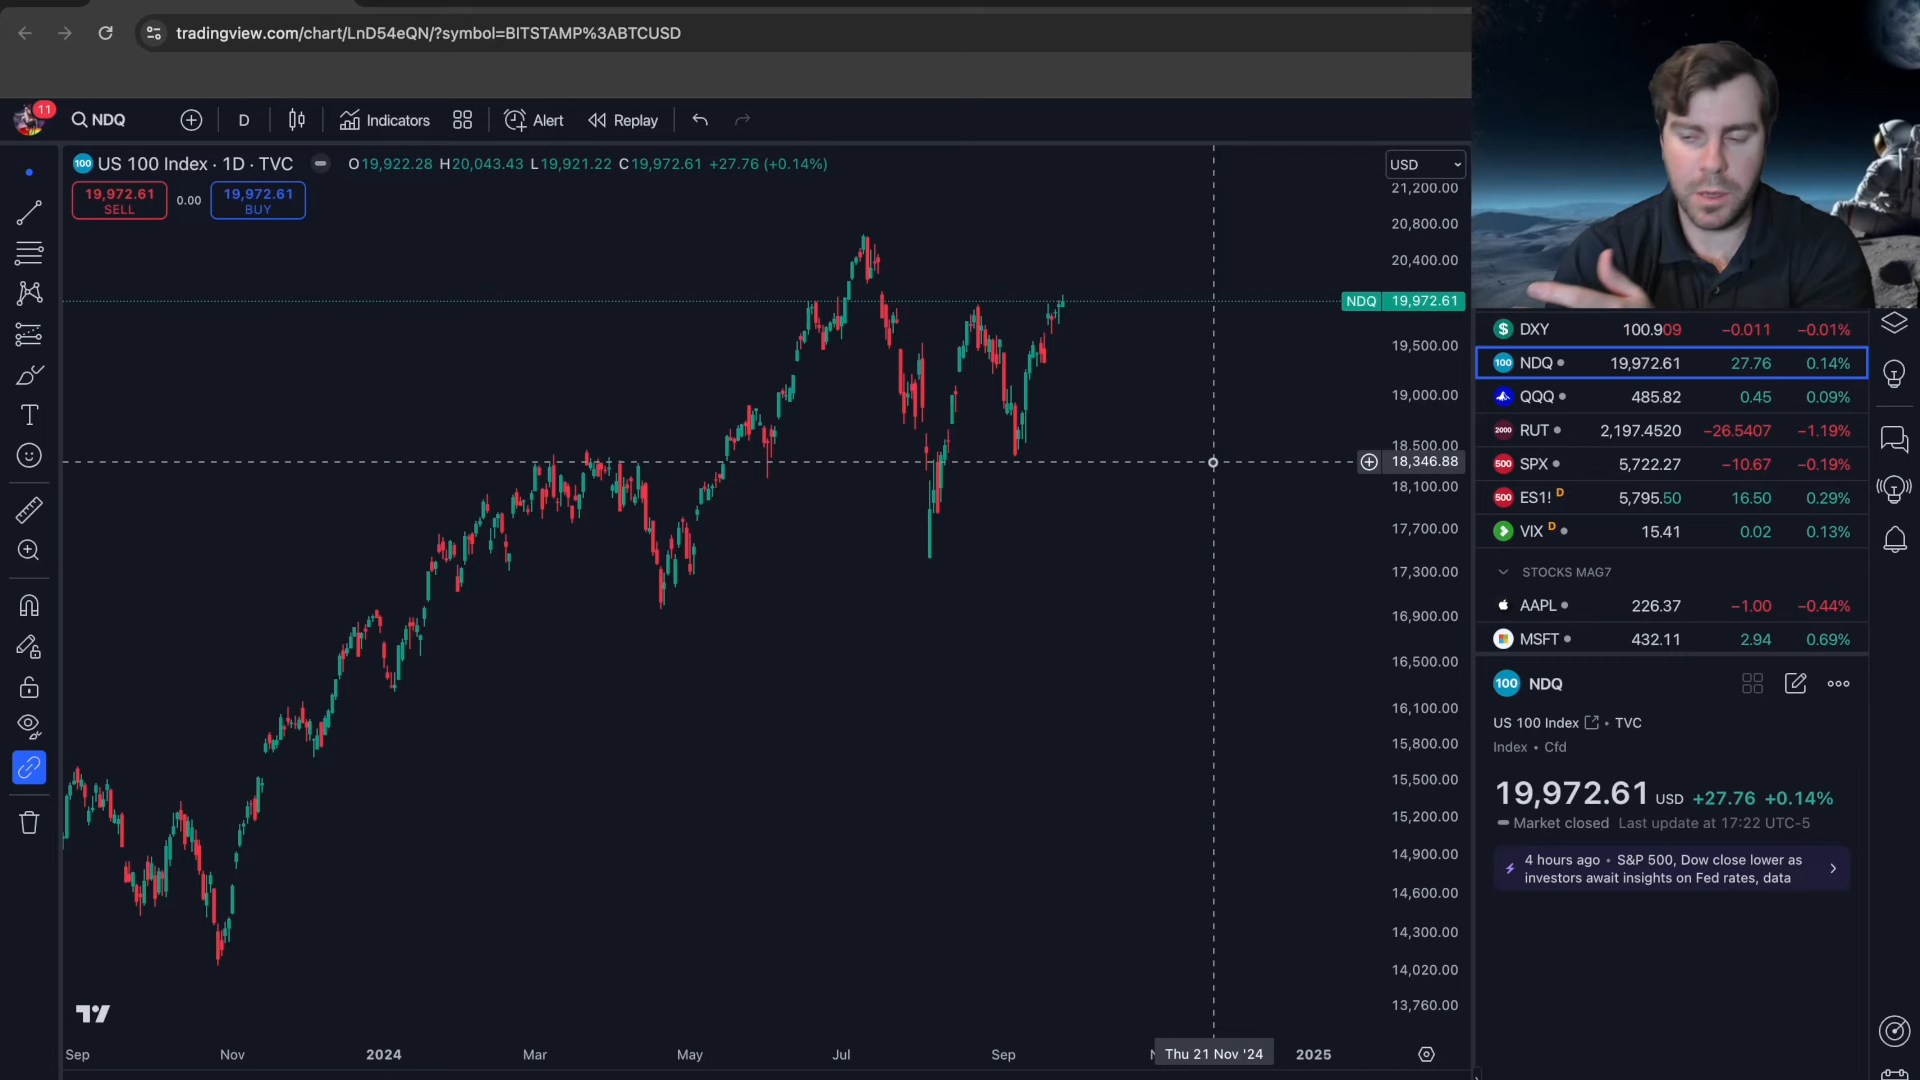 tradingview.com/chart/LnD54eQN/?symbol=BITSTAMP%3ABTCUSD
11
NDQ
D
Indicators
Alert
Replay
100 US 100 Index · 1D · TVC O19,922.28 H20,043.43 L19,921.22 C19,972.61 +27.76 (+0.14%)
19,972.61
SELL
0.00
19,972.61
BUY
USD
21,200.00
20,800.00
20,400.00
NDQ 19,972.61
19,500.00
19,000.00
18,500.00
18,346.88
18,100.00
17,700.00
17,300.00
16,900.00
16,500.00
16,100.00
15,800.00
15,500.00
15,200.00
14,900.00
14,600.00
14,300.00
14,020.00
13,760.00
Sep Nov 2024 Mar May Jul Sep Thu 21 Nov '24 2025
DXY 100.909 −0.011 −0.01%
100 NDQ 19,972.61 27.76 0.14%
QQQ 485.82 0.45 0.09%
2000 RUT 2,197.4520 −26.5407 −1.19%
500 SPX 5,722.27 −10.67 −0.19%
500 ES1! D 5,795.50 16.50 0.29%
VIX D 15.41 0.02 0.13%
STOCKS MAG7
AAPL 226.37 −1.00 −0.44%
MSFT 432.11 2.94 0.69%
100 NDQ
US 100 Index • TVC
Index • Cfd
19,972.61 USD +27.76 +0.14%
Market closed Last update at 17:22 UTC-5
4 hours ago • S&P 500, Dow close lower as
investors await insights on Fed rates, data